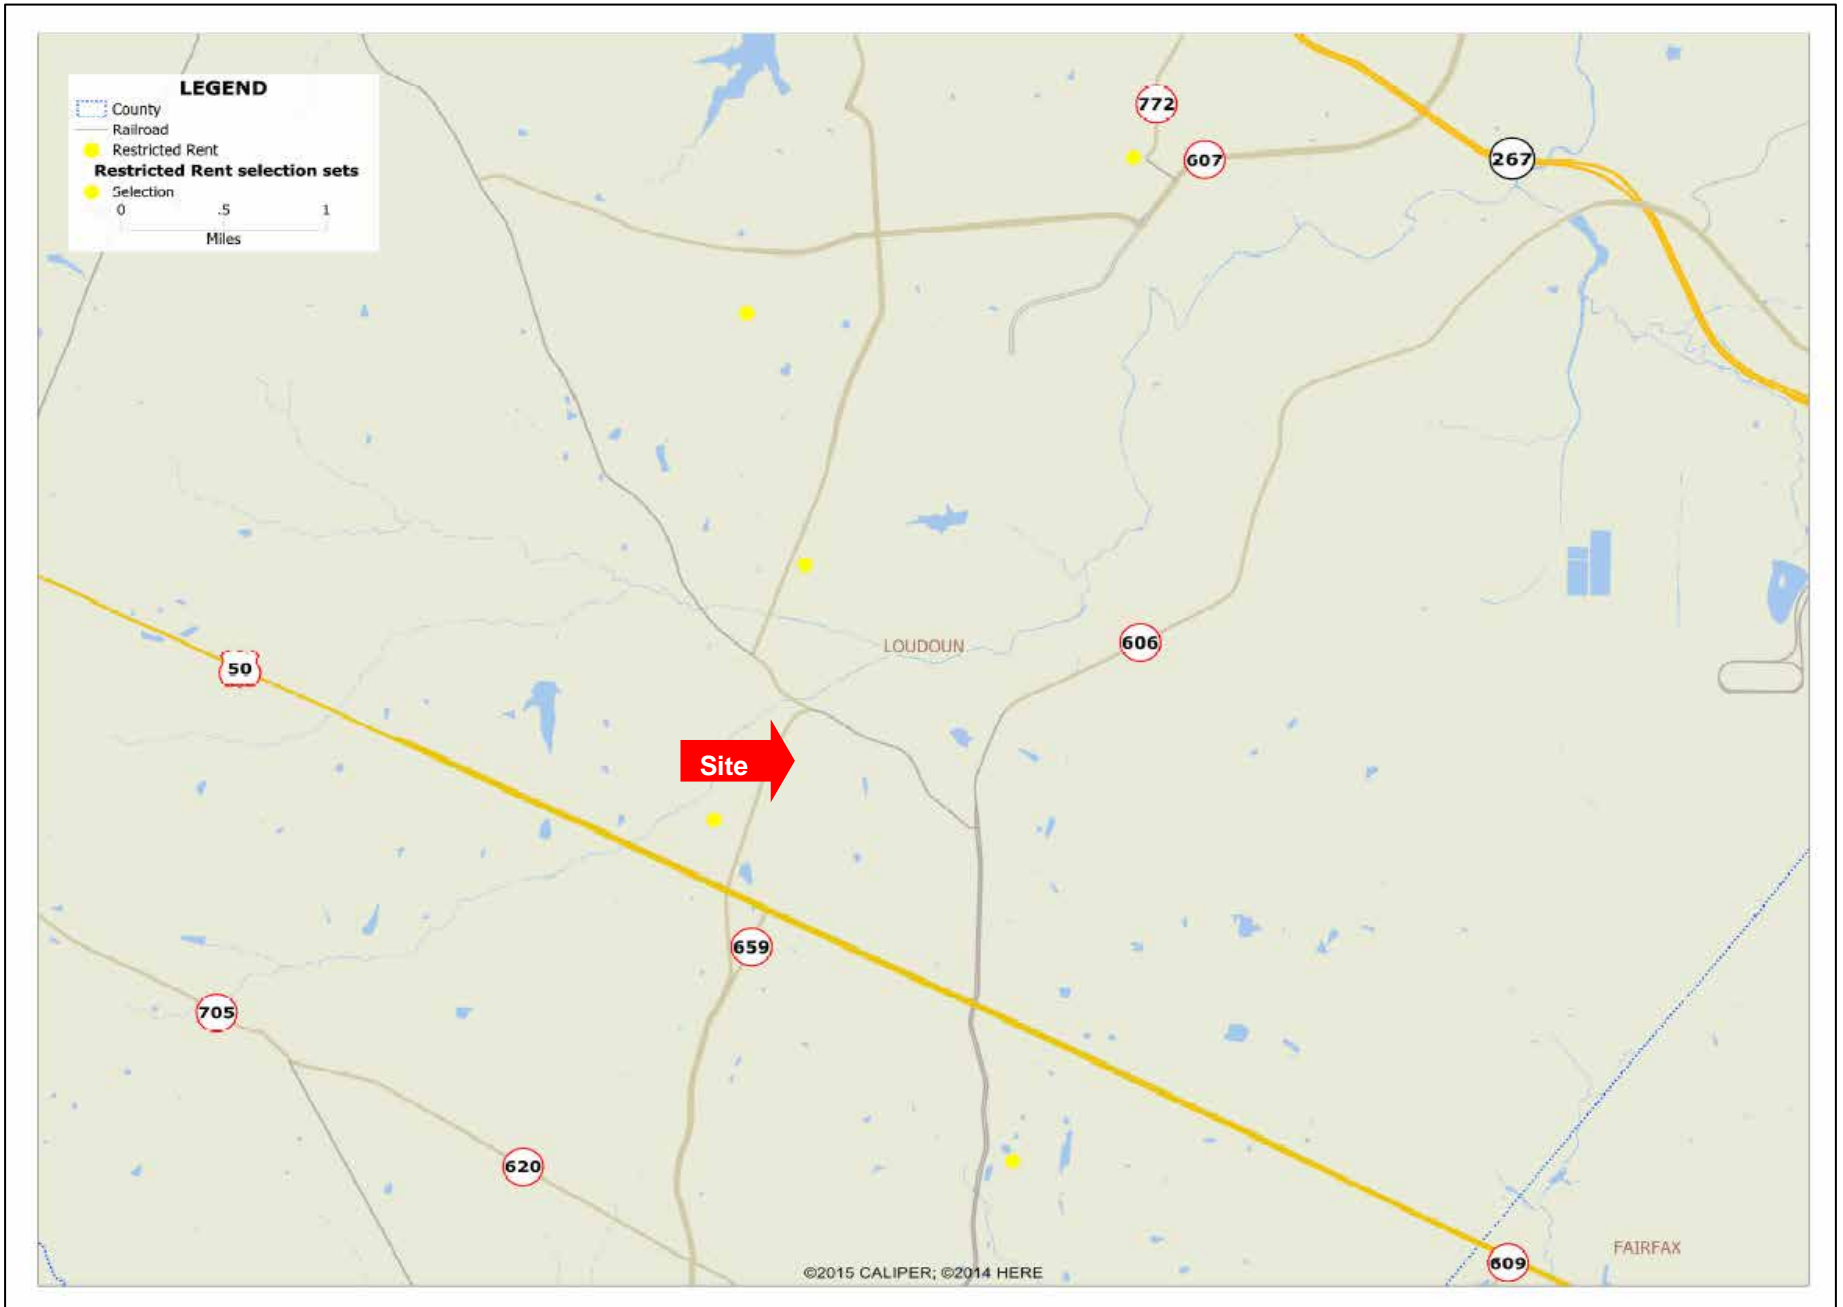 LEGEND
County
Railroad
Restricted Rent
Restricted Rent selection sets
Selection
0 .5 1
Miles
772
607
267
50
LOUDOUN
606
Site
659
705
620
FAIRFAX
609
©2015 CALIPER; ©2014 HERE